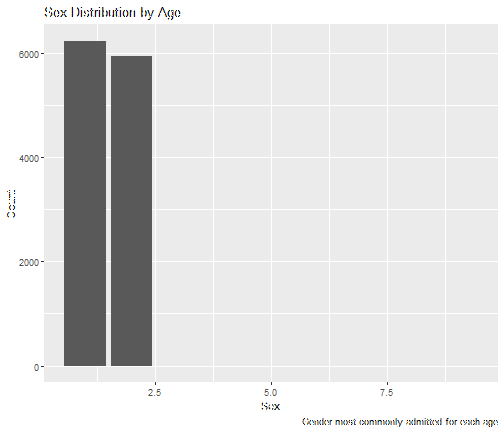 Sex Distribution by Age
6000
4000
2000
0
Count
2.5
5.0
7.5
Sex
Gender most commonly admitted for each age